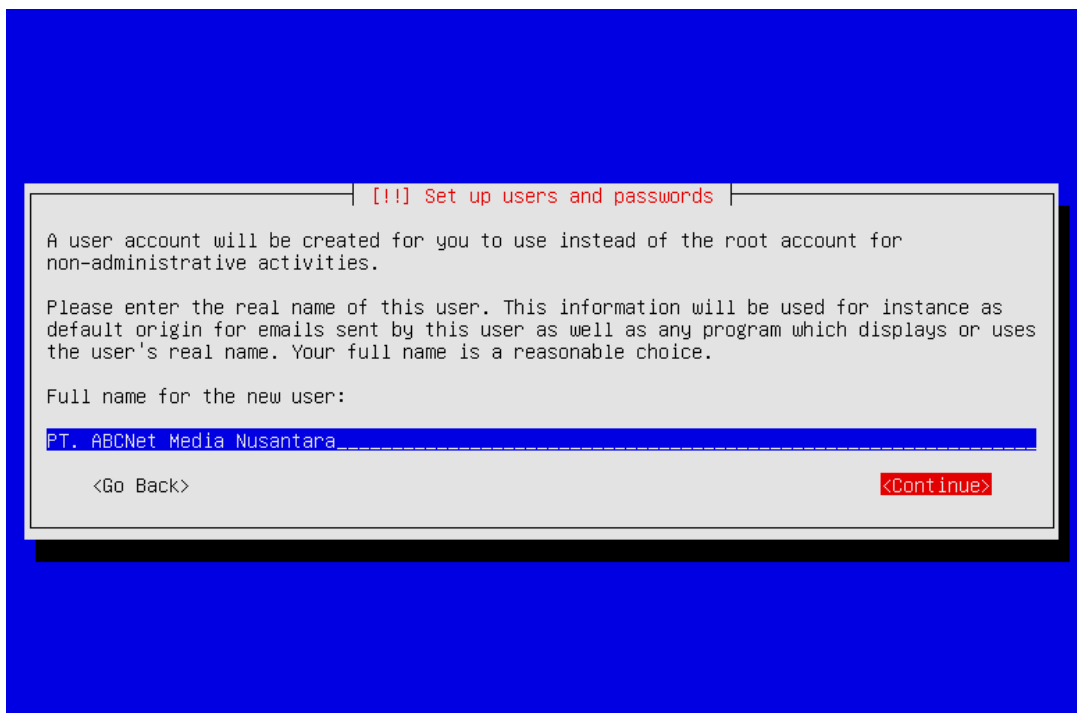 [!!] Set up users and passwords
A user account will be created for you to use instead of the root account for
non-administrative activities.
Please enter the real name of this user. This information will be used for instance as
default origin for emails sent by this user as well as any program which displays or uses
the user's real name. Your full name is a reasonable choice.
Full name for the new user:
PT. ABCNet Media Nusantara
<Go Back> <Continue>